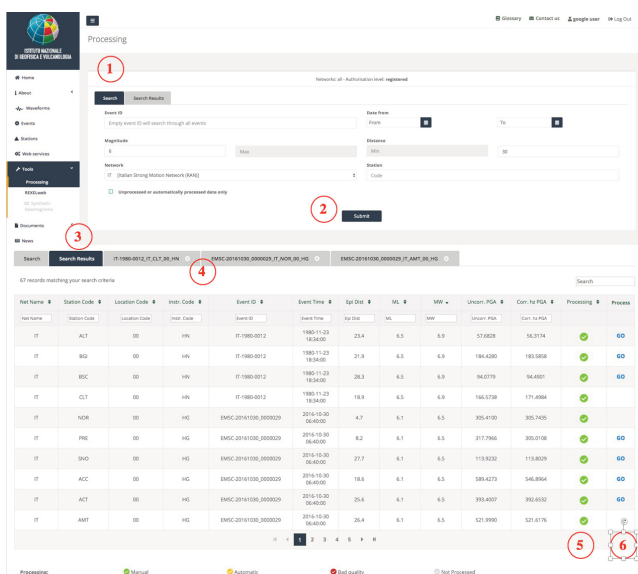 Glossary Contact us google user Log Out
Processing
ISTITUTO NAZIONALE
DI GEOFISICA E VULCANOLOGIA
1
Home
Networks: all - Authorisation level: registered
About
Search Search Results
Waveforms
Event ID Date from
Empty event ID will search through all events From To
Events
Magnitude Distance
Stations
6 Max Min 30
Web services
Network Station
Tools
IT [Italian Strong Motion Network (RAN)] Code
Processing
Unprocessed or automatically processed data only
REXELweb
2
Submit
Documents
3
News
Search Search Results IT-1980-0012_IT_CLT_00_HN EMSC-20161030_0000029_IT_NOR_00_HG EMSC-20161030_0000029_IT_AMT_00_HG
4
67 records matching your search criteria Search
Net Name Station Code Location Code Instr. Code Event ID Event Time Epi Dist ML MW Uncorr. PGA Corr. hz PGA Processing Process
Net Name Station Code Location Code Instr. Code Event ID Event Time Epi Dist ML MW Uncorr. PGA Corr. hz PGA
IT ALT 00 HN IT-1980-0012 1980-11-23 18:34:00 23.4 6.5 6.9 57.6828 56.3174 GO
IT BGI 00 HN IT-1980-0012 1980-11-23 18:34:00 21.9 6.5 6.9 184.4280 183.5858 GO
IT BSC 00 HN IT-1980-0012 1980-11-23 18:34:00 28.3 6.5 6.9 94.0779 94.4901 GO
IT CLT 00 HN IT-1980-0012 1980-11-23 18:34:00 18.9 6.5 6.9 166.5738 171.4984 GO
IT NOR 00 HG EMSC-20161030_0000029 2016-10-30 06:40:00 4.7 6.1 6.5 305.4100 305.7435
IT PRE 00 HG EMSC-20161030_0000029 2016-10-30 06:40:00 8.2 6.1 6.5 317.7966 305.0108 GO
IT SNO 00 HG EMSC-20161030_0000029 2016-10-30 06:40:00 27.7 6.1 6.5 113.9232 113.8029 GO
IT ACC 00 HG EMSC-20161030_0000029 2016-10-30 06:40:00 18.6 6.1 6.5 589.4273 546.8964 GO
IT ACT 00 HG EMSC-20161030_0000029 2016-10-30 06:40:00 25.6 6.1 6.5 393.4007 392.6532 GO
IT AMT 00 HG EMSC-20161030_0000029 2016-10-30 06:40:00 26.4 6.1 6.5 521.9990 521.6176
1 2 3 4 5
5 6
Processing: Manual Automatic Bad quality Not Processed